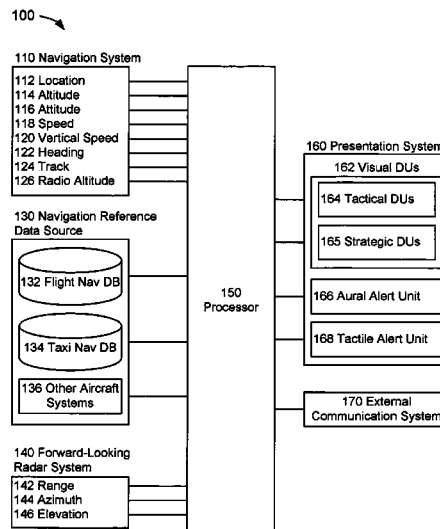 100
110 Navigation System
112 Location
114 Altitude
116 Attitude
118 Speed
120 Vertical Speed
122 Heading
124 Track
126 Radio Altitude
130 Navigation Reference
Data Source
132 Flight Nav DB
134 Taxi Nav DB
136 Other Aircraft
Systems
140 Forward-Looking
Radar System
142 Range
144 Azimuth
146 Elevation
150
Processor
160 Presentation System
162 Visual DUs
164 Tactical DUs
165 Strategic DUs
166 Aural Alert Unit
168 Tactile Alert Unit
170 External
Communication System